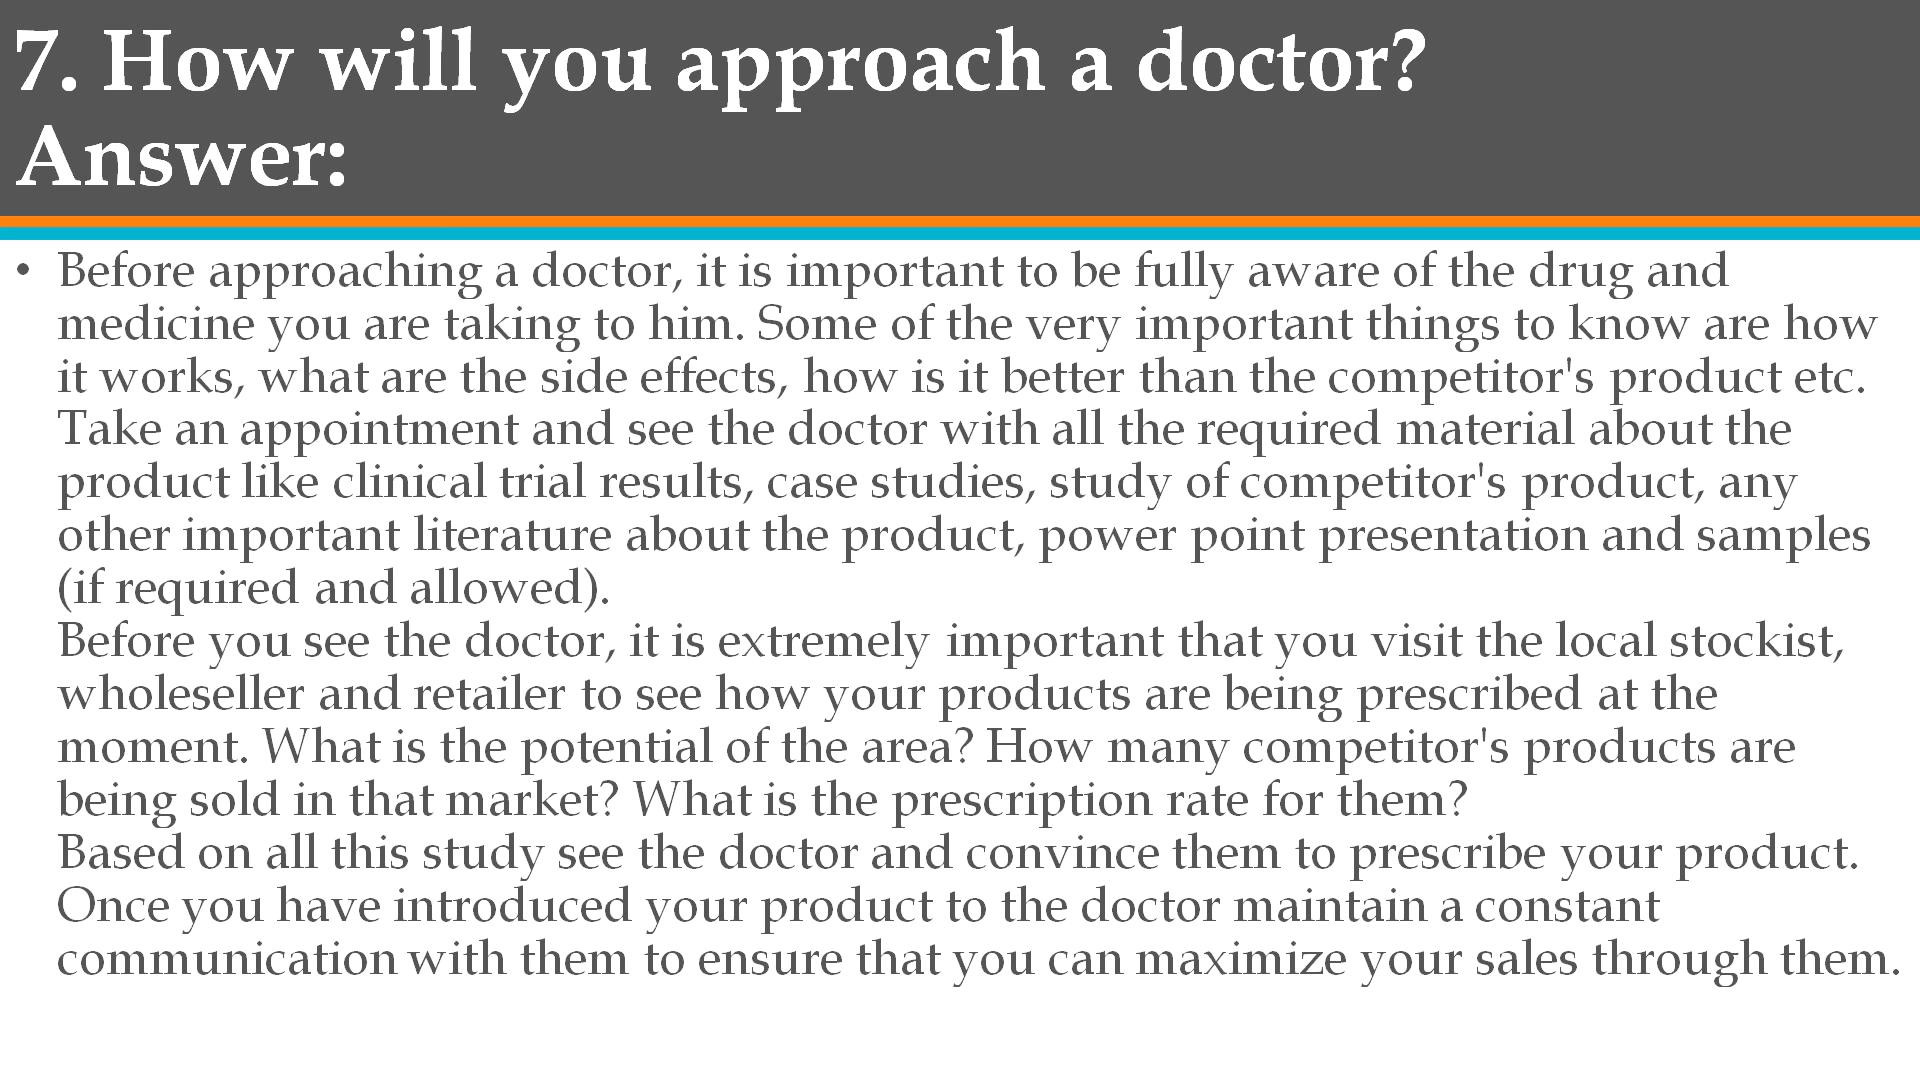 7. How will you approach a doctor?
Answer:
• Before approaching a doctor, it is important to be fully aware of the drug and
medicine you are taking to him. Some of the very important things to know are how
it works, what are the side effects, how is it better than the competitor's product etc.
Take an appointment and see the doctor with all the required material about the
product like clinical trial results, case studies, study of competitor's product, any
other important literature about the product, power point presentation and samples
(if required and allowed).
Before you see the doctor, it is extremely important that you visit the local stockist,
wholeseller and retailer to see how your products are being prescribed at the
moment. What is the potential of the area? How many competitor's products are
being sold in that market? What is the prescription rate for them?
Based on all this study see the doctor and convince them to prescribe your product.
Once you have introduced your product to the doctor maintain a constant
communication with them to ensure that you can maximize your sales through them.